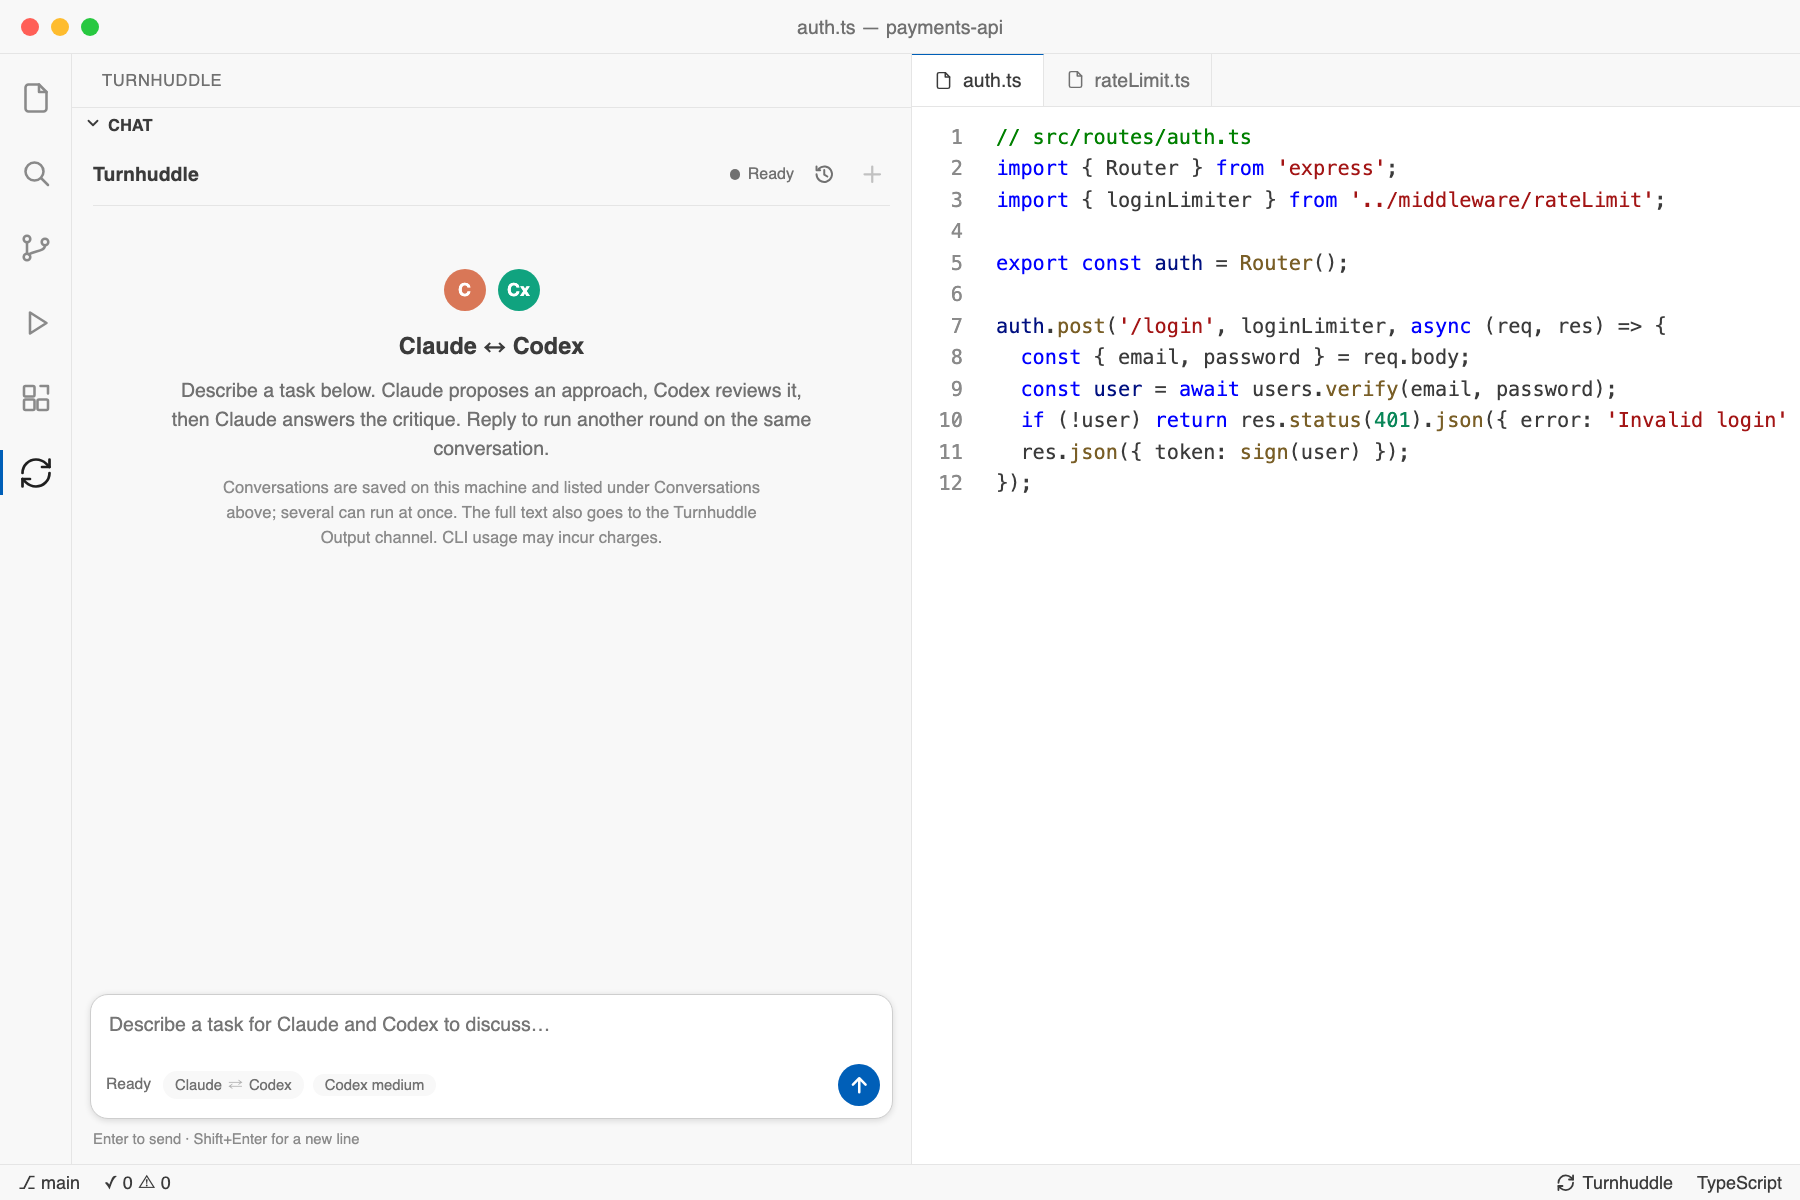 auth.ts — payments-api
TURNHUDDLE
CHAT
Turnhuddle
Ready
C
Cx
Claude ↔ Codex
Describe a task below. Claude proposes an approach, Codex reviews it,
then Claude answers the critique. Reply to run another round on the same
conversation.
Conversations are saved on this machine and listed under Conversations
above; several can run at once. The full text also goes to the Turnhuddle
Output channel. CLI usage may incur charges.
Describe a task for Claude and Codex to discuss…
Ready
Claude ⇄ Codex
Codex medium
Enter to send · Shift+Enter for a new line
auth.ts
rateLimit.ts
1 // src/routes/auth.ts
2 import { Router } from 'express';
3 import { loginLimiter } from '../middleware/rateLimit';
4
5 export const auth = Router();
6
7 auth.post('/login', loginLimiter, async (req, res) => {
8   const { email, password } = req.body;
9   const user = await users.verify(email, password);
10   if (!user) return res.status(401).json({ error: 'Invalid login'
11   res.json({ token: sign(user) });
12 });
main
✓ 0 ⚠ 0
Turnhuddle
TypeScript